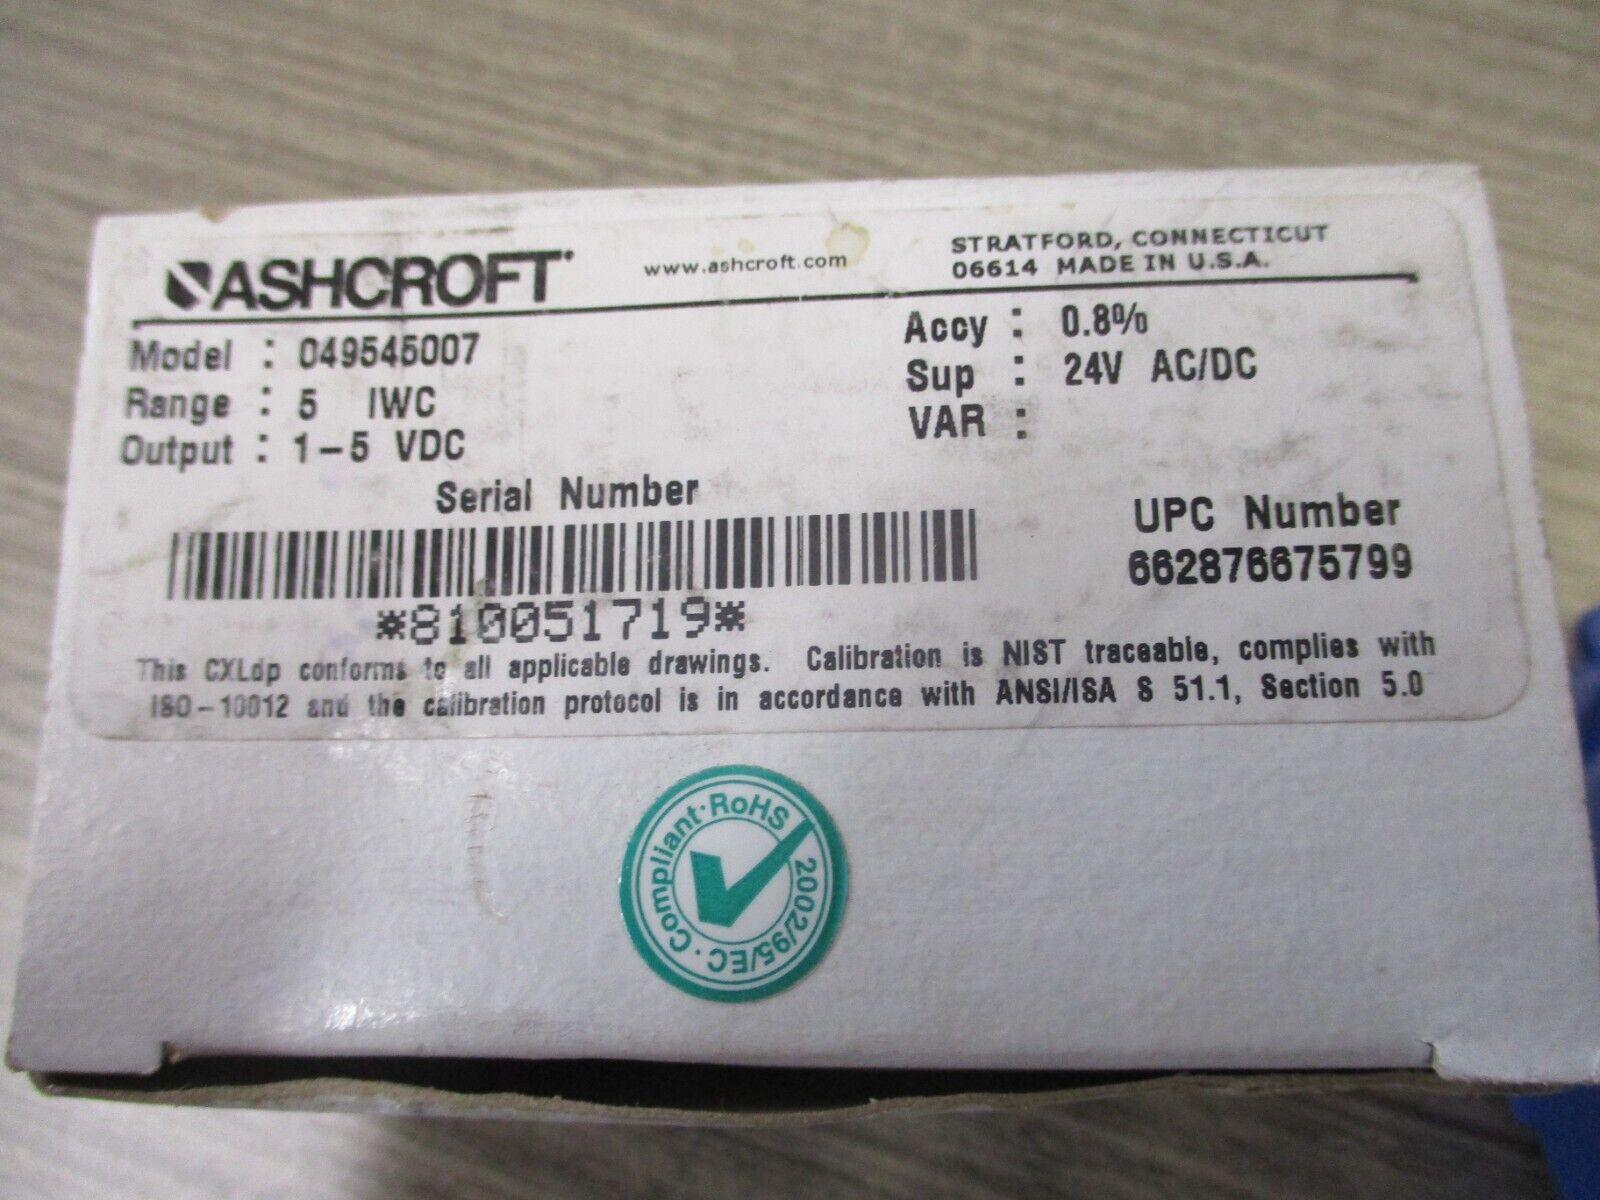 ASHCROFT
www.ashcroft.com
STRATFORD, CONNECTICUT
06614 MADE IN U.S.A.
Model : 049545007
Range : 5 IWC
Output : 1-5 VDC
Accy : 0.8%
Sup : 24V AC/DC
VAR :
Serial Number
*810051719*
UPC Number
662876675799
This CXLdp conforms to all applicable drawings. Calibration is NIST traceable, complies with
ISO-10012 and the calibration protocol is in accordance with ANSI/ISA S 51.1, Section 5.0
Compliant·RoHS 2002/95/EC·